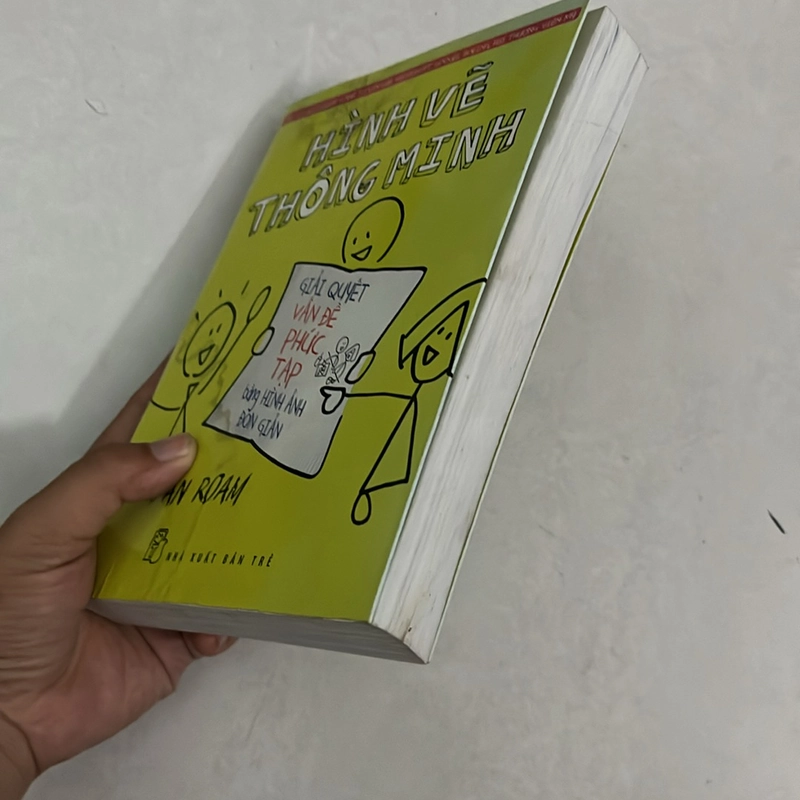 HÌNH VẼ
THÔNG MINH
GIẢI QUYẾT
VẤN ĐỀ
PHỨC
TẠP
bằng HÌNH ẢNH
ĐƠN GIẢN
ROAM
NHÀ XUẤT BẢN TRẺ